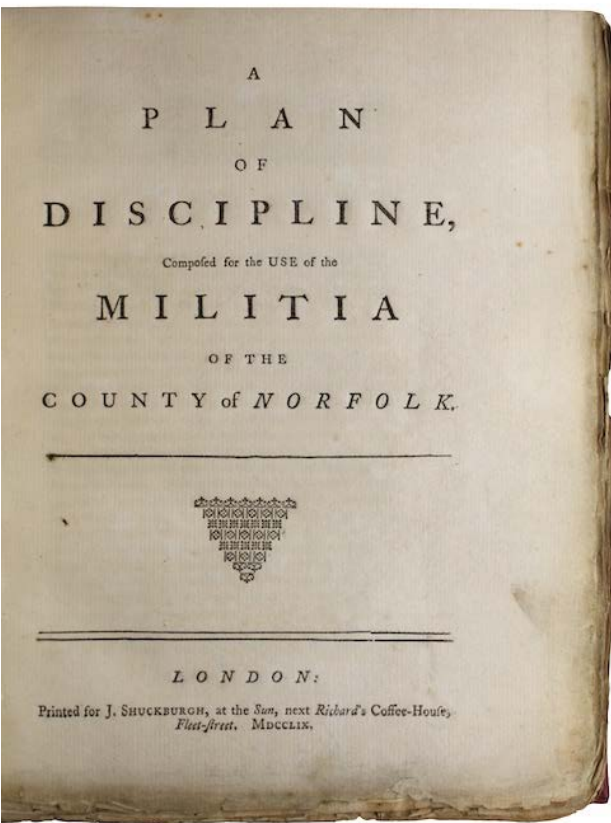 A
PLAN
OF
DISCIPLINE,
Compoſed for the USE of the
MILITIA
OF THE
COUNTY of NORFOLK.
LONDON:
Printed for J. SHUCKBURGH, at the Sun, next Richard's Coffee-Houſe,
Fleet-ſtreet. MDCCLIX.